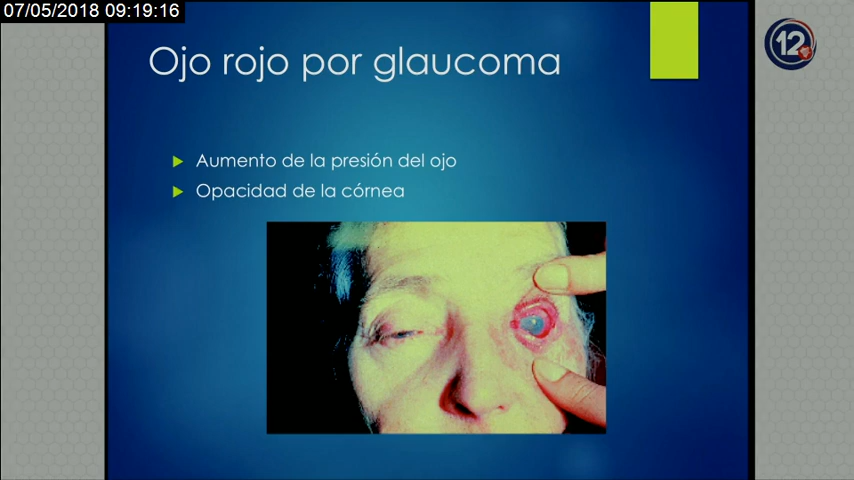 07/05/2018 09:19:16
12
Ojo rojo por glaucoma
Aumento de la presión del ojo
Opacidad de la córnea